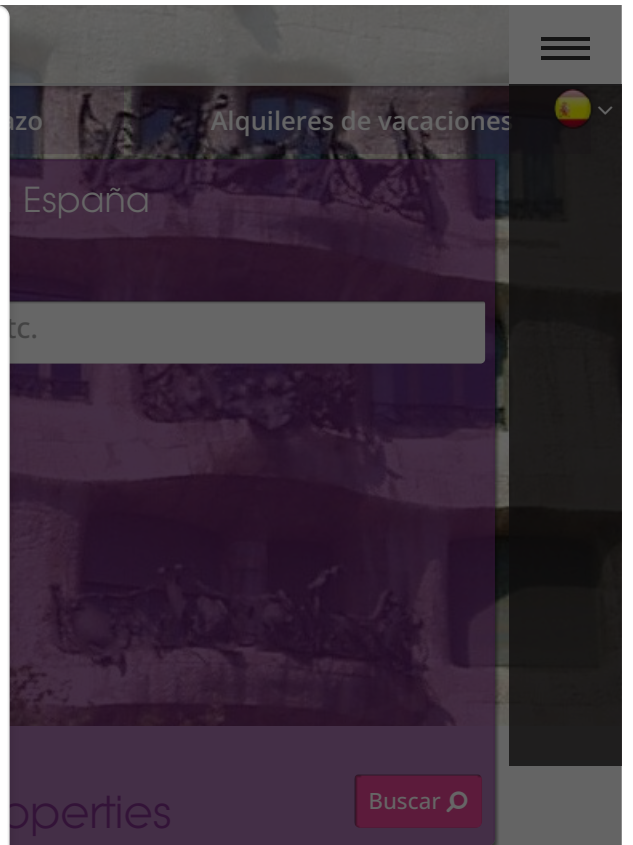 azo
Alquileres de vacaciones
España
tc.
operties
Buscar